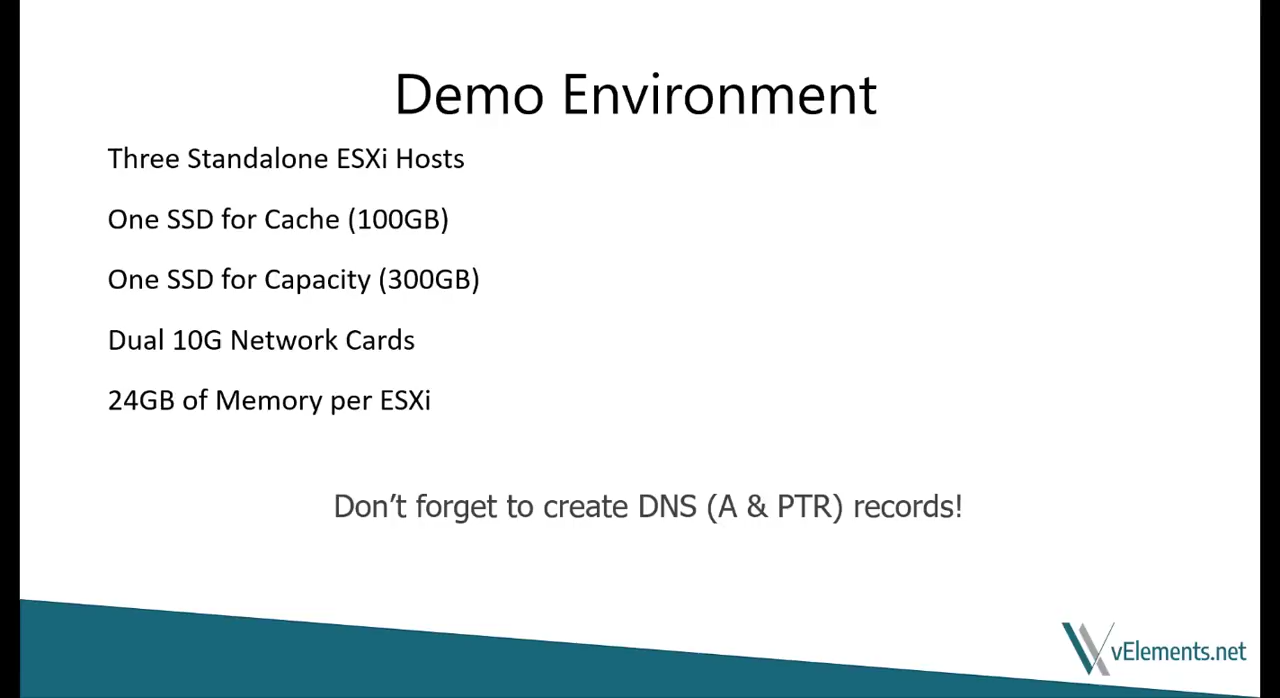 Demo Environment
Three Standalone ESXi Hosts
One SSD for Cache (100GB)
One SSD for Capacity (300GB)
Dual 10G Network Cards
24GB of Memory per ESXi
Don’t forget to create DNS (A & PTR) records!
vElements.net